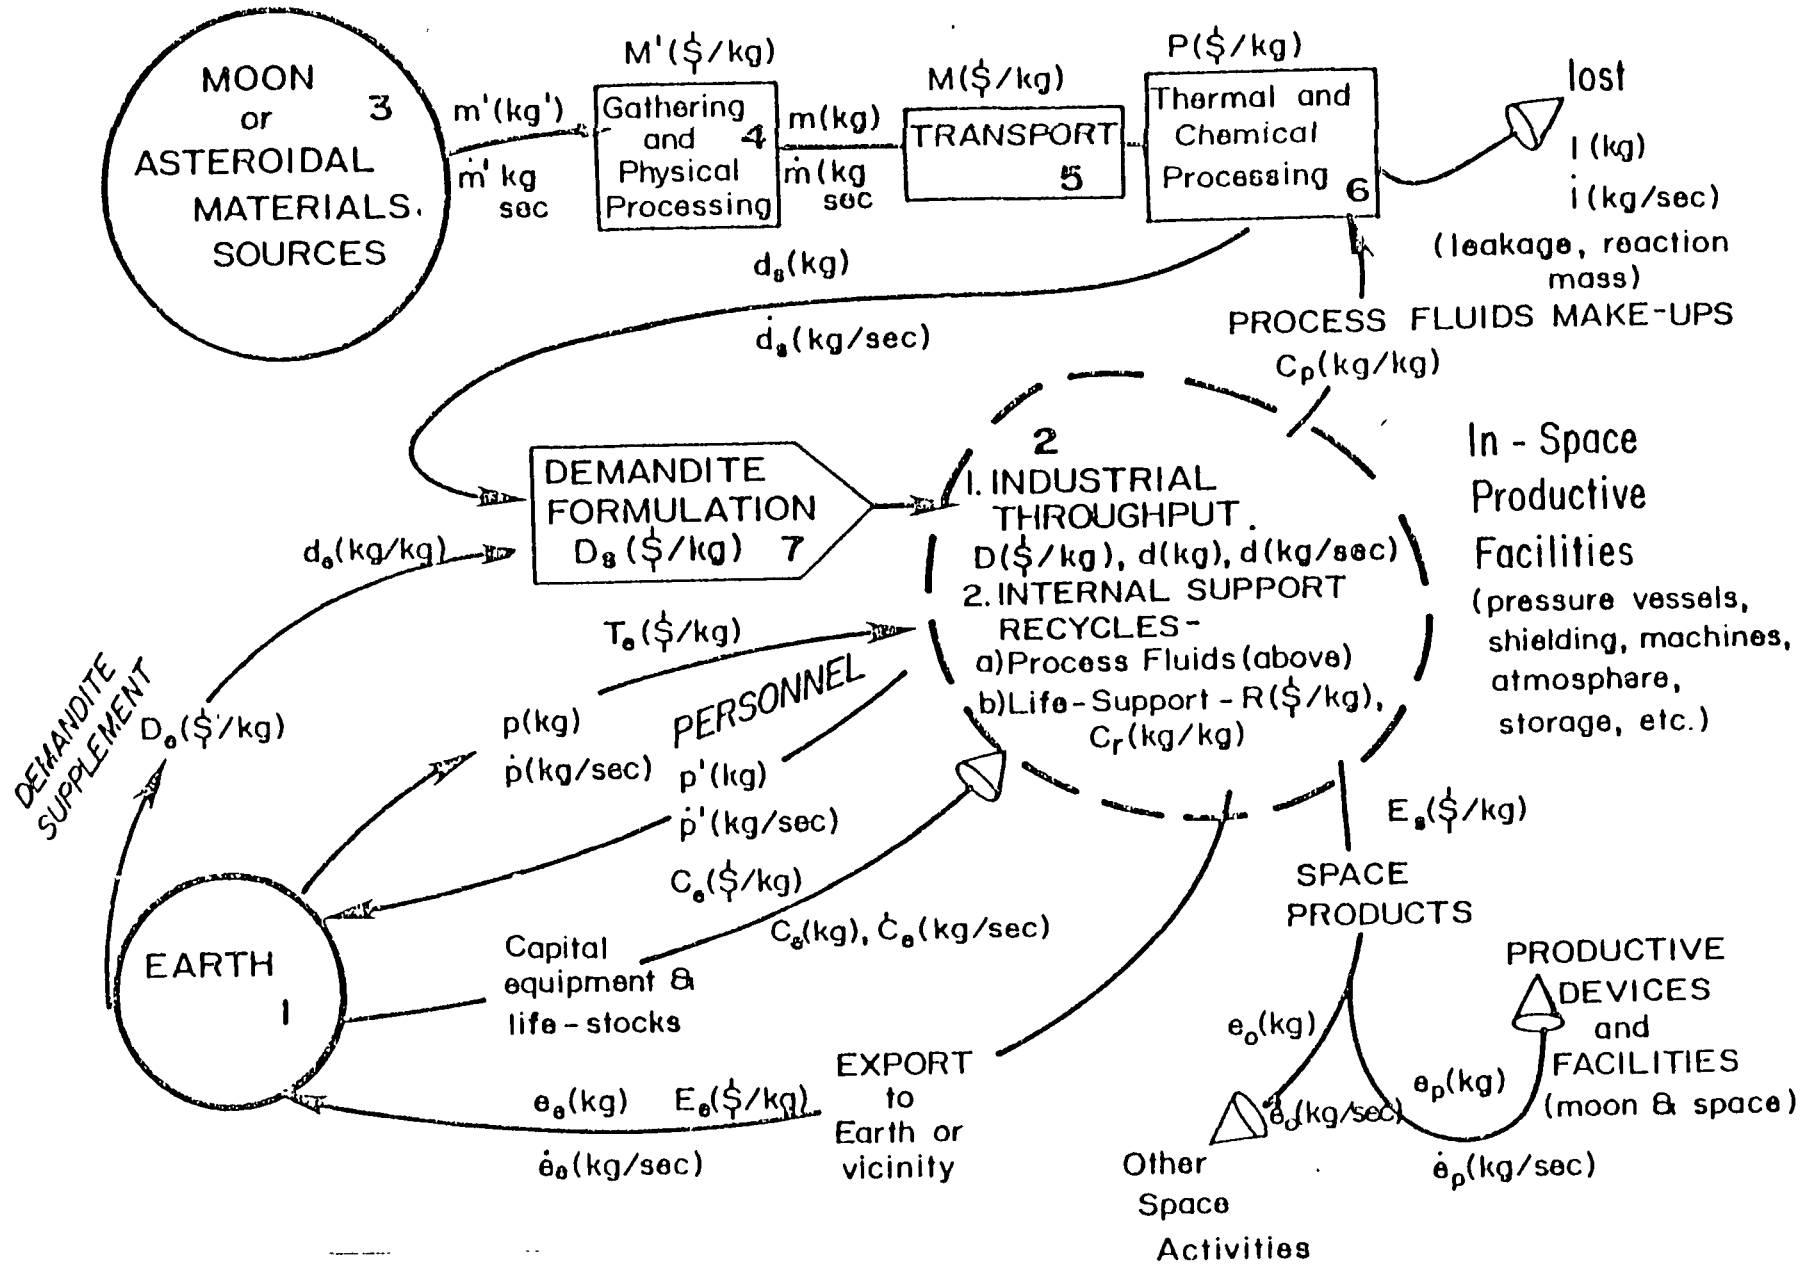 MOON
or
ASTEROIDAL
MATERIALS.
SOURCES
3
m'(kg')
ṁ' kg
sec
M'($/kg)
Gathering
and
Physical
Processing
4
m(kg)
ṁ(kg
sec
M($/kg)
TRANSPORT
5
P($/kg)
Thermal and
Chemical
Processing
6
lost
l (kg)
i (kg/sec)
(leakage, reaction
mass)
PROCESS FLUIDS MAKE-UPS
Cp(kg/kg)
ds(kg)
ḋs(kg/sec)
DEMANDITE
FORMULATION
Ds($/kg) 7
de(kg/kg)
DEMANDITE
SUPPLEMENT
De($/kg)
2
1. INDUSTRIAL
THROUGHPUT.
D($/kg), d(kg), d(kg/sec)
2. INTERNAL SUPPORT
RECYCLES-
a)Process Fluids (above)
b)Life-Support - R($/kg),
Cr(kg/kg)
In - Space
Productive
Facilities
(pressure vessels,
shielding, machines,
atmosphare,
storage, etc.)
Te($/kg)
PERSONNEL
p(kg)
ṗ(kg/sec)
p'(kg)
ṗ'(kg/sec)
Ce($/kg)
Ce(kg), Ċe(kg/sec)
Capital
equipment &
life-stocks
EARTH
1
ee(kg) Ee($/kg)
ėe(kg/sec)
EXPORT
to
Earth or
vicinity
Es($/kg)
SPACE
PRODUCTS
eo(kg)
ėo(kg/sec)
Other
Space
Activities
ep(kg)
ėp(kg/sec)
PRODUCTIVE
DEVICES
and
FACILITIES
(moon & space)